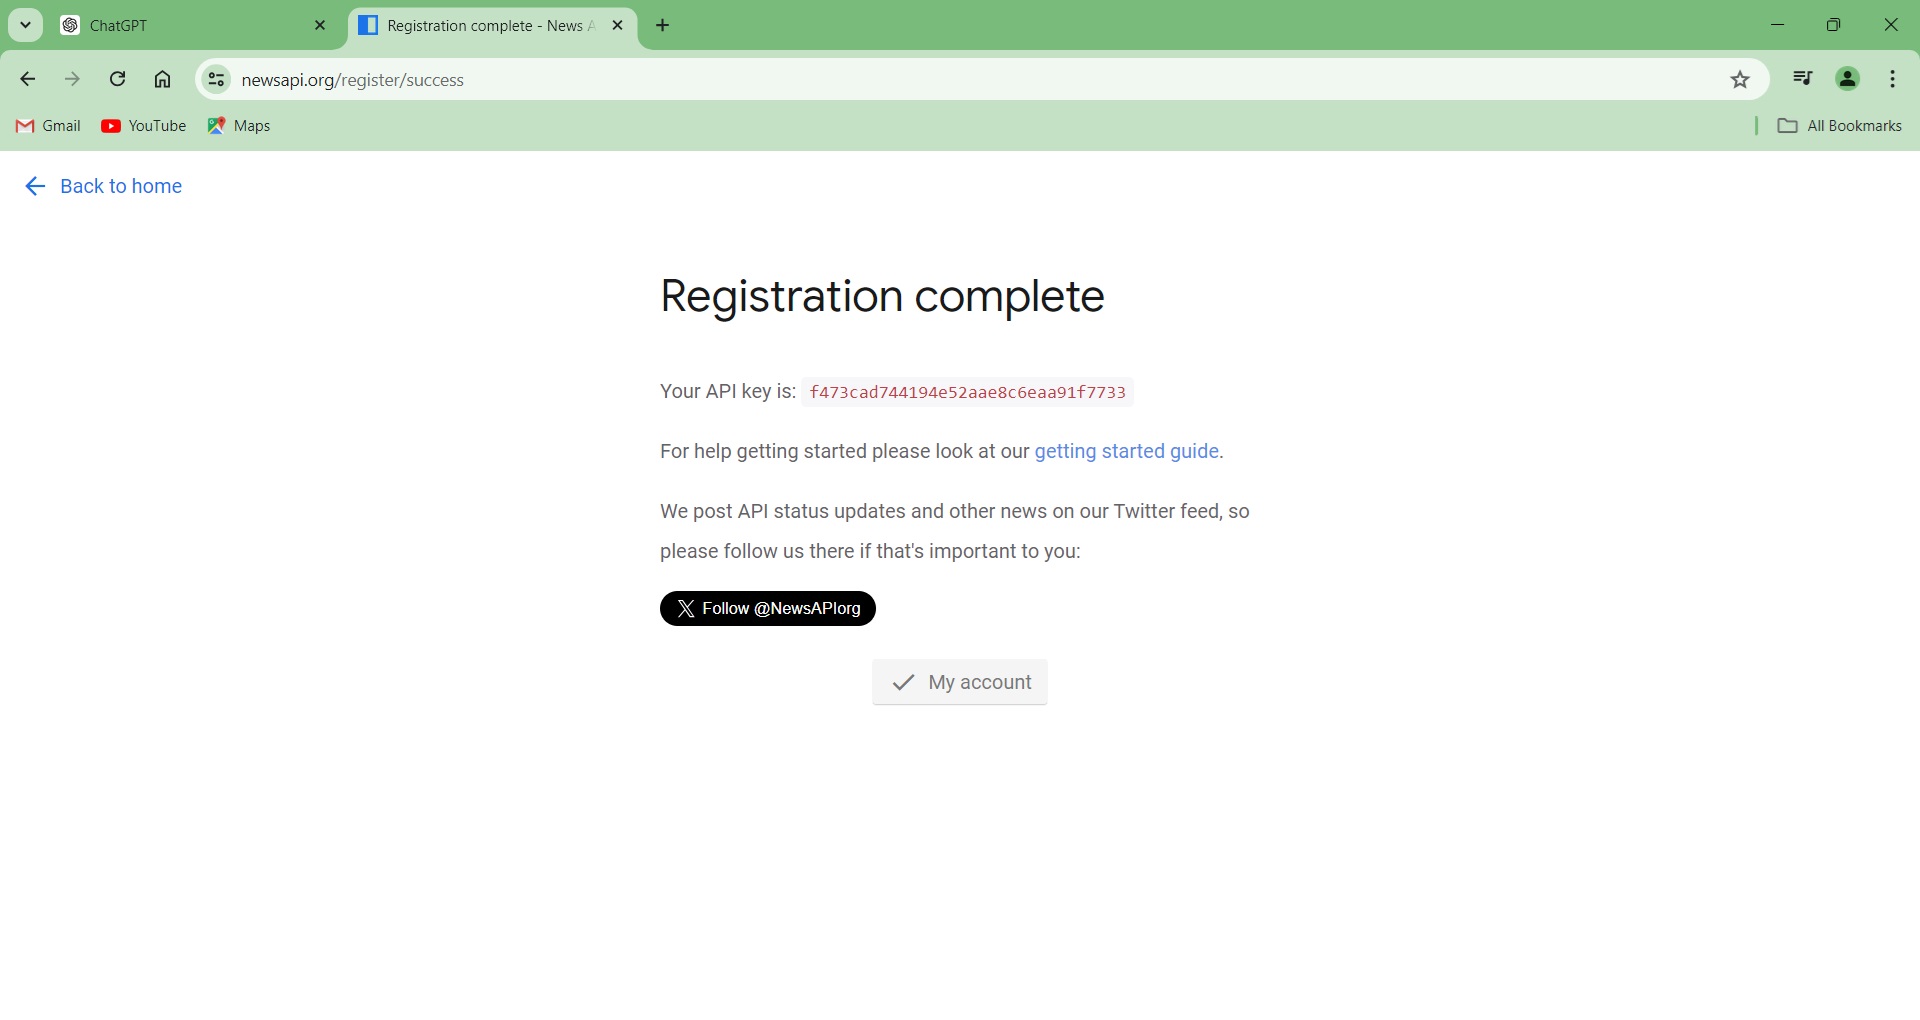 ChatGPT
Registration complete - News A
newsapi.org/register/success
Gmail
YouTube
Maps
All Bookmarks
Back to home
Registration complete
Your API key is: f473cad744194e52aae8c6eaa91f7733
For help getting started please look at our getting started guide.
We post API status updates and other news on our Twitter feed, so
please follow us there if that's important to you:
Follow @NewsAPIorg
My account